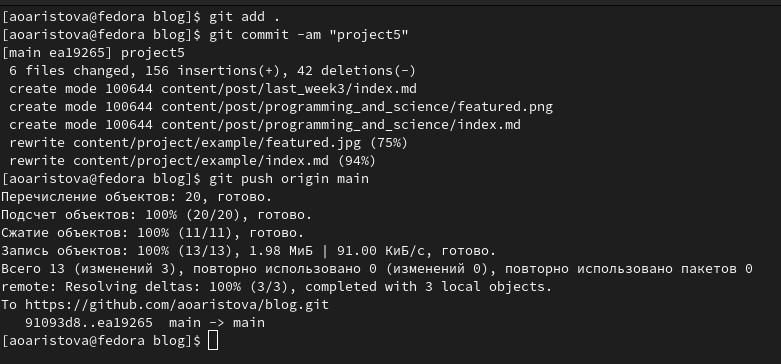 [aoaristova@fedora blog]$ git add .
[aoaristova@fedora blog]$ git commit -am "project5"
[main ea19265] project5
 6 files changed, 156 insertions(+), 42 deletions(-)
 create mode 100644 content/post/last_week3/index.md
 create mode 100644 content/post/programming_and_science/featured.png
 create mode 100644 content/post/programming_and_science/index.md
 rewrite content/project/example/featured.jpg (75%)
 rewrite content/project/example/index.md (94%)
[aoaristova@fedora blog]$ git push origin main
Перечисление объектов: 20, готово.
Подсчет объектов: 100% (20/20), готово.
Сжатие объектов: 100% (11/11), готово.
Запись объектов: 100% (13/13), 1.98 МиБ | 91.00 КиБ/с, готово.
Всего 13 (изменений 3), повторно использовано 0 (изменений 0), повторно использовано пакетов 0
remote: Resolving deltas: 100% (3/3), completed with 3 local objects.
To https://github.com/aoaristova/blog.git
   91093d8..ea19265  main -> main
[aoaristova@fedora blog]$